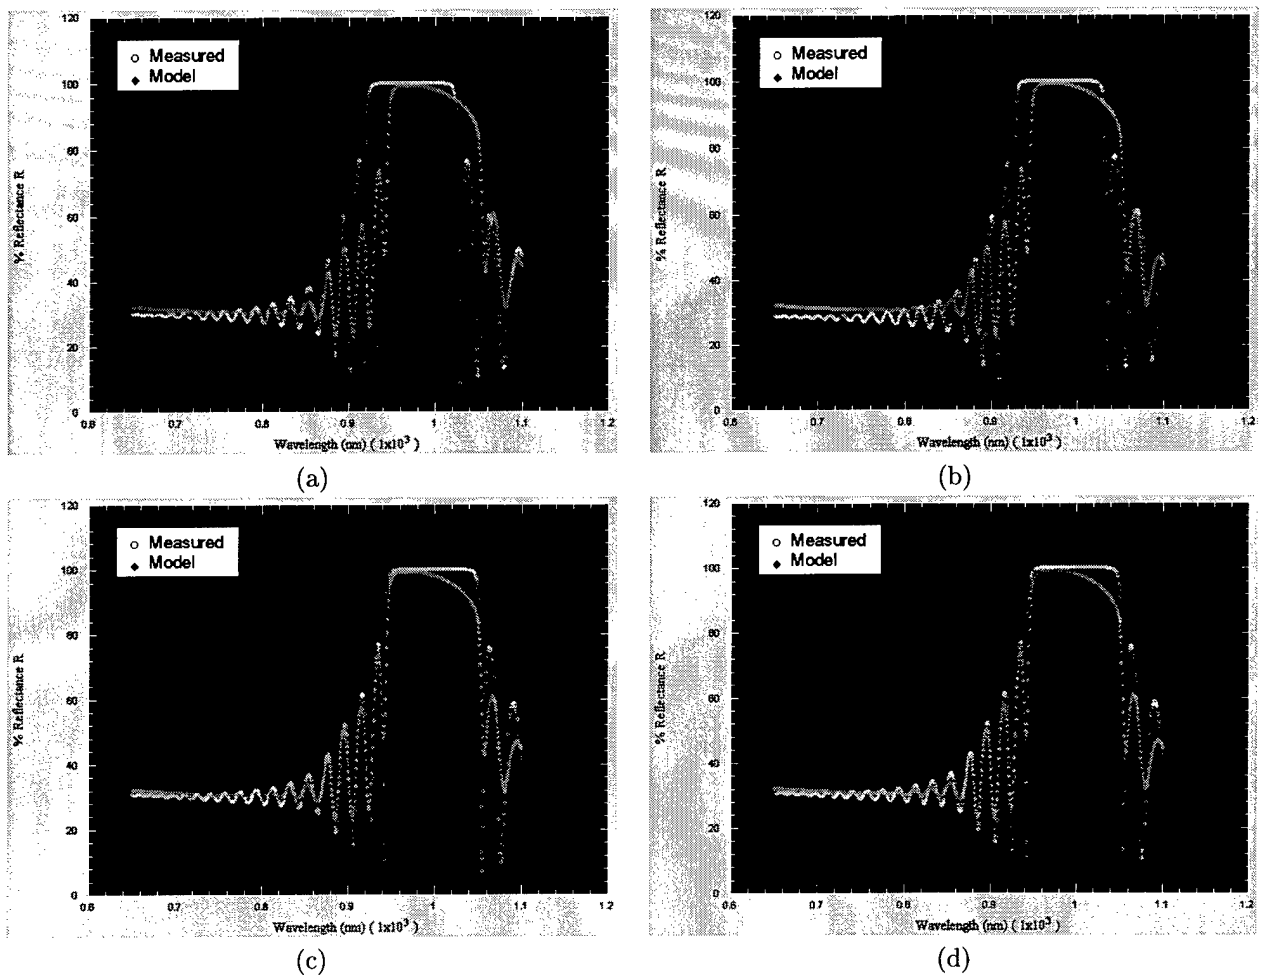 120
100
80
60
40
20
0
% Reflectance R
Measured
Model
0.6
0.7
0.8
0.9
1
1.1
1.2
Wavelength (nm) ( 1x10³ )
(a)
120
100
80
60
40
20
0
% Reflectance R
Measured
Model
0.6
0.7
0.8
0.9
1
1.1
1.2
Wavelength (nm) ( 1x10³ )
(b)
120
100
80
60
40
20
0
% Reflectance R
Measured
Model
0.6
0.7
0.8
0.9
1
1.1
1.2
Wavelength (nm) ( 1x10³ )
(c)
120
100
80
60
40
20
0
% Reflectance R
Measured
Model
0.6
0.7
0.8
0.9
1
1.1
1.2
Wavelength (nm) ( 1x10³ )
(d)